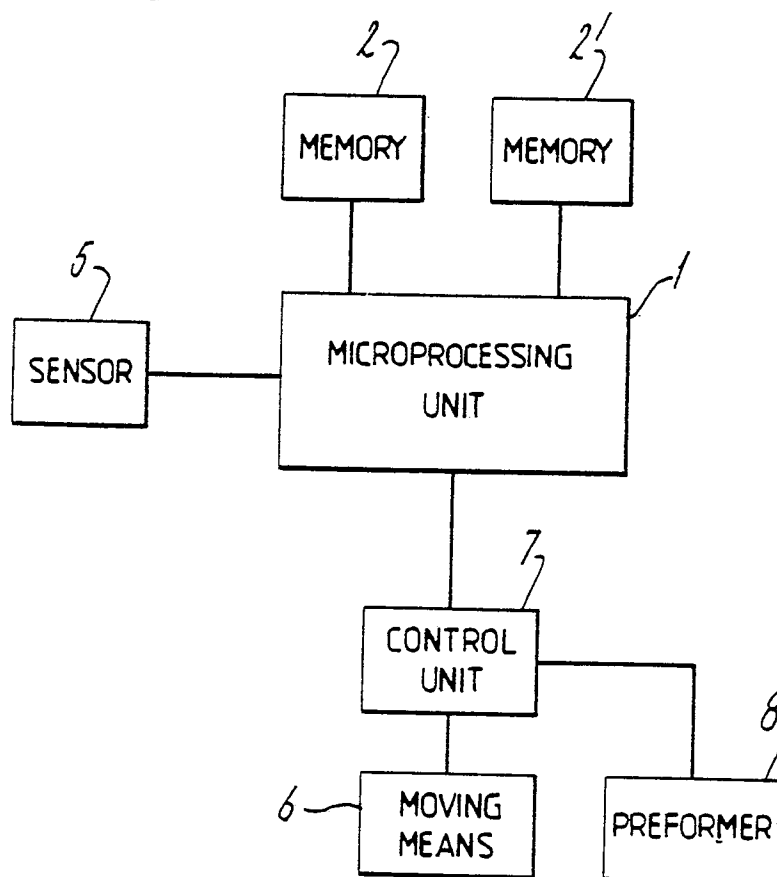 2
2'
MEMORY
MEMORY
5
1
SENSOR
MICROPROCESSING
UNIT
7
CONTROL
UNIT
8
6
MOVING
MEANS
PREFORMER